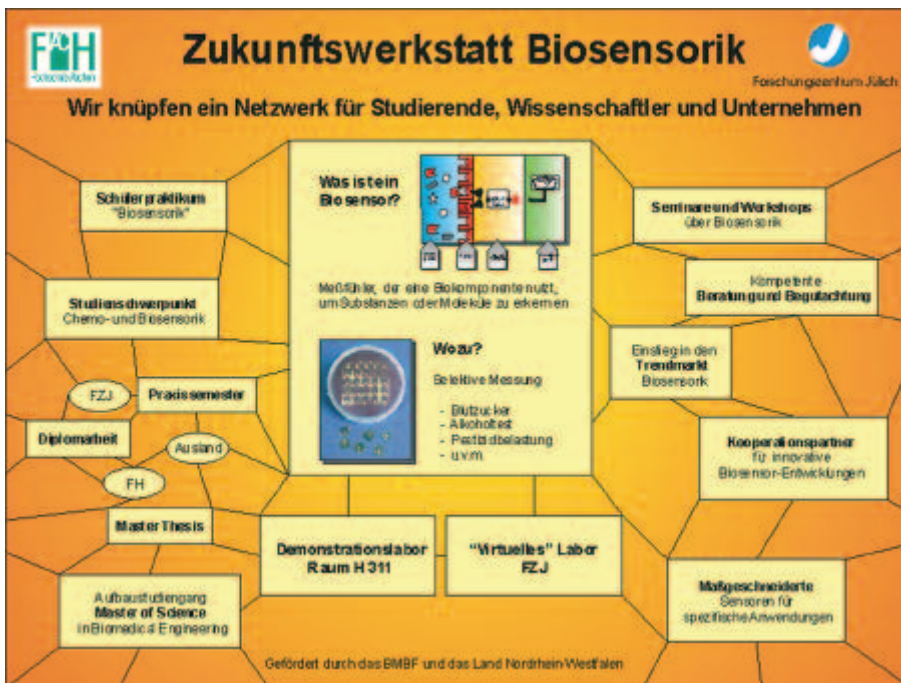 FH
Zukunftswerkstatt Biosensorik
Forschungszentrum Jülich
Wir knüpfen ein Netzwerk für Studierende, Wissenschaftler und Unternehmen
Schülerpraktikum
"Biosensorik"
Studienschwerpunkt
Chemo- und Biosensorik
FZJ
Praxissemester
Diplomarbeit
Ausland
FH
Master Thesis
Aufbaustudiengang
Master of Science
in Biomedical Engineering
Was ist ein
Biosensor?
Meßfühler, der eine Biokomponente nutzt,
um Substanzen oder Moleküle zu erkennen
Wozu?
Selektive Messung
- Blutzucker
- Alkoholtest
- Pestizidbelastung
- u.v.m.
Demonstrationslabor
Raum H 311
"Virtuelles" Labor
FZJ
Seminare und Workshops
über Biosensorik
Kompetente
Beratung und Begutachtung
Einstieg in den
Trendmarkt
Biosensorik
Kooperationspartner
für innovative
Biosensor-Entwicklungen
Maßgeschneiderte
Sensoren für
spezifische Anwendungen
Gefördert durch das BMBF und das Land Nordrhein-Westfalen